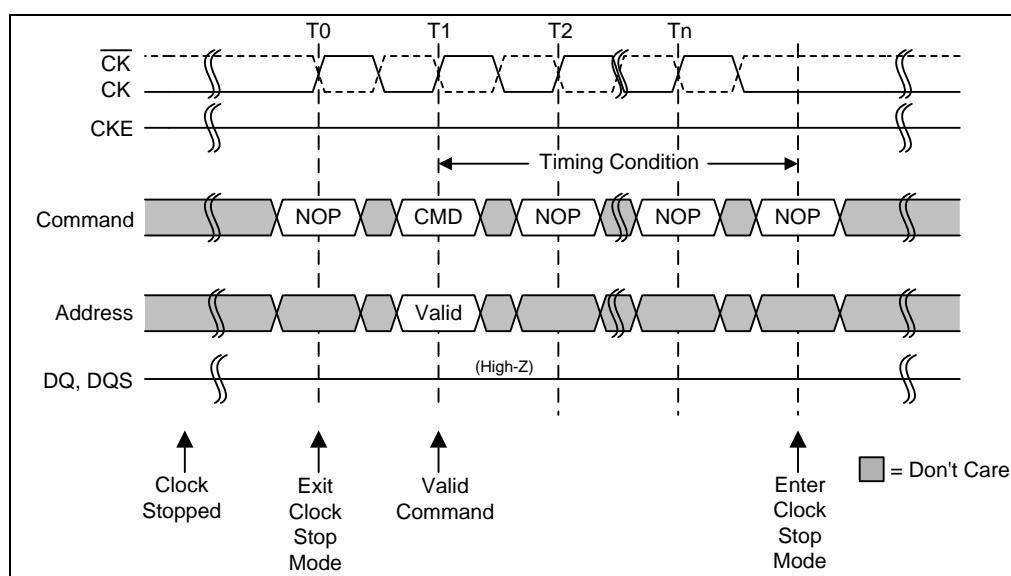 T0 T1 T2 Tn
CK
CK
CKE
Timing Condition
Command NOP CMD NOP NOP NOP
Address Valid
DQ, DQS (High-Z)
= Don't Care
Clock
Stopped
Exit
Clock
Stop
Mode
Valid
Command
Enter
Clock
Stop
Mode